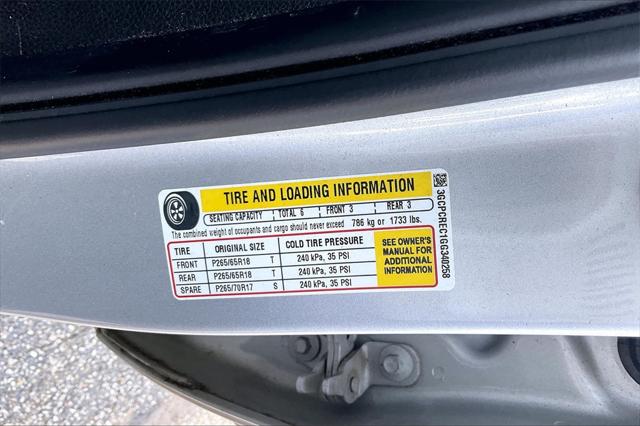 TIRE AND LOADING INFORMATION
SEATING CAPACITY TOTAL 6 FRONT 3 REAR 3
The combined weight of occupants and cargo should never exceed 786 kg or 1733 lbs.
TIRE ORIGINAL SIZE COLD TIRE PRESSURE
FRONT P265/65R18 T 240 kPa, 35 PSI
REAR P265/65R18 T 240 kPa, 35 PSI
SPARE P265/70R17 S 240 kPa, 35 PSI
SEE OWNER'S
MANUAL FOR
ADDITIONAL
INFORMATION
3GCPCREC1GG340258